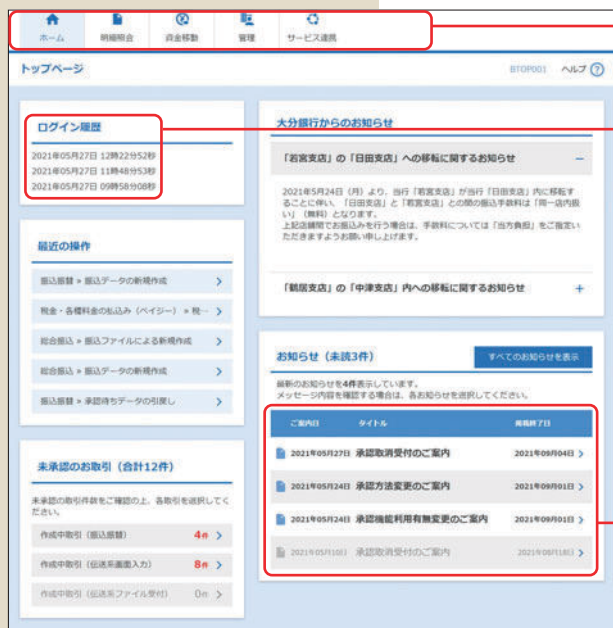 ホーム 明細照会 資金移動 管理 サービス連携
トップページ
BTOP001 ヘルプ ?
ログイン履歴
2021年05月27日 12時22分52秒
2021年05月27日 11時48分53秒
2021年05月27日 09時58分08秒
最近の操作
振込振替 » 振込データの新規作成
税金・各種料金の払込み（ペイジー） » 税…
総合振込 » 振込ファイルによる新規作成
総合振込 » 振込データの新規作成
振込振替 » 承認待ちデータの引戻し
未承認のお取引（合計12件）
未承認の取引件数をご確認の上、各取引を選択してく
ださい。
作成中取引（振込振替） 4件
作成中取引（伝送系画面入力） 8件
作成中取引（伝送系ファイル受付） 0件
大分銀行からのお知らせ
「若宮支店」の「日田支店」への移転に関するお知らせ −
2021年5月24日（月）より、当行「若宮支店」が当行「日田支店」内に移転す
ることに伴い、「日田支店」と「若宮支店」との間の振込手数料は「同一店内扱
い」（無料）となります。
上記店舗間でお振込みを行う場合は、手数料については「当方負担」をご指定い
ただきますようお願い申し上げます。
「鶴居支店」の「中津支店」内への移転に関するお知らせ +
お知らせ（未読3件） すべてのお知らせを表示
最新のお知らせを4件表示しています。
メッセージ内容を確認する場合は、各お知らせを選択してください。
ご案内日 タイトル 掲載終了日
2021年05月27日 承認取消受付のご案内 2021年09月04日
2021年05月24日 承認方法変更のご案内 2021年09月01日
2021年05月24日 承認機能利用有無変更のご案内 2021年09月01日
2021年05月10日 承認取消受付のご案内 2021年08月18日